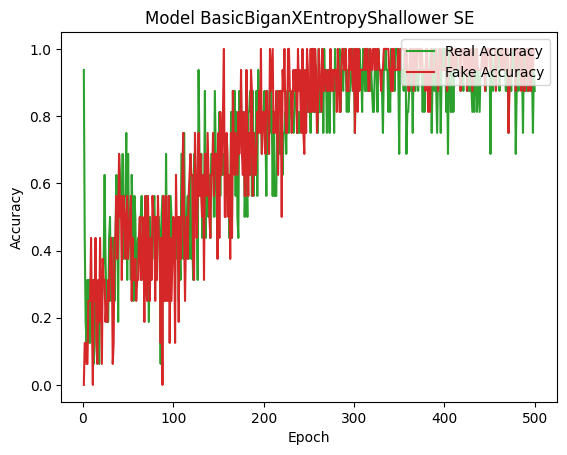 Model BasicBiganXEntropyShallower SE
Real Accuracy
Fake Accuracy
Accuracy
1.0
0.8
0.6
0.4
0.2
0.0
0
100
200
300
400
500
Epoch